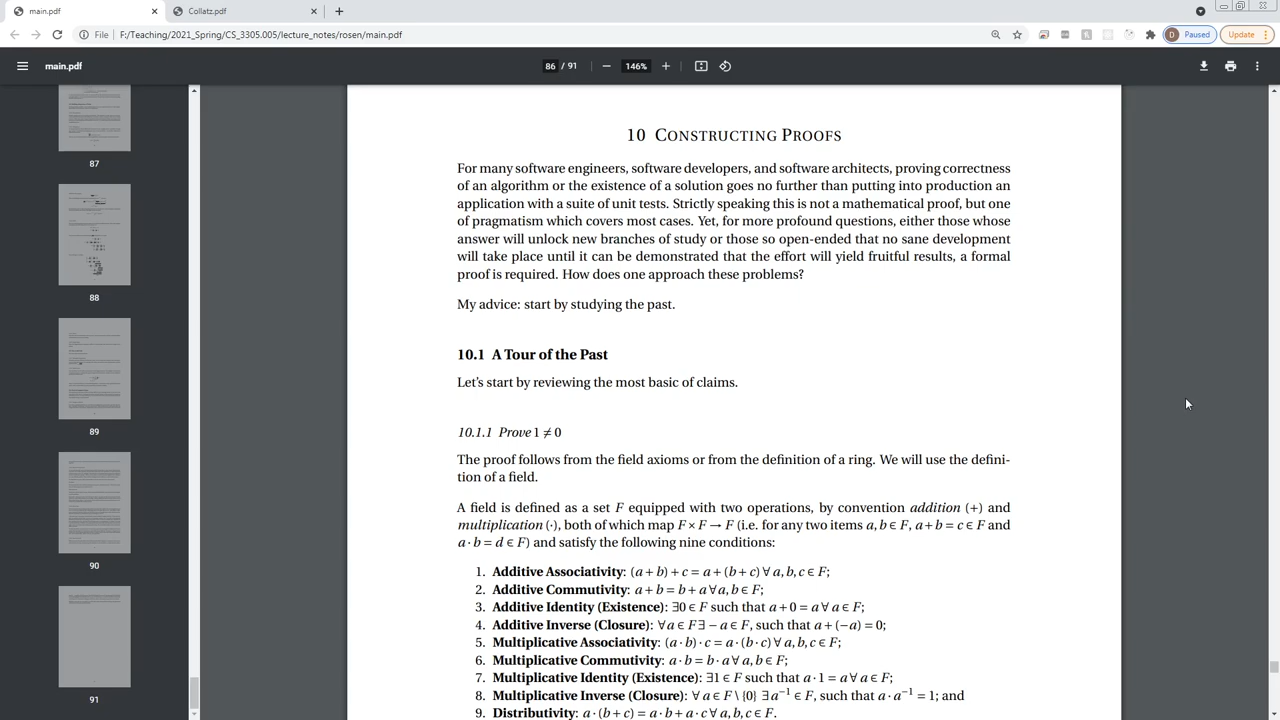 main.pdf
Collatz.pdf
File F:/Teaching/2021_Spring/CS_3305.005/lecture_notes/rosen/main.pdf
D Paused
Update
main.pdf
86 / 91
146%
87
88
89
90
91
10 Constructing Proofs
For many software engineers, software developers, and software architects, proving correctness
of an algorithm or the existence of a solution goes no further than putting into production an
application with a suite of unit tests. Strictly speaking this is not a mathematical proof, but one
of pragmatism which covers most cases. Yet, for more profound questions, either those whose
answer will unlock new branches of study or those so open-ended that no sane development
will take place until it can be demonstrated that the effort will yield fruitful results, a formal
proof is required. How does one approach these problems?
My advice: start by studying the past.
10.1 A Tour of the Past
Let's start by reviewing the most basic of claims.
10.1.1 Prove 1 ≠ 0
The proof follows from the field axioms or from the definition of a ring. We will use the defini-
tion of a field.
A field is defined as a set F equipped with two operations, by convention addition (+) and
multiplication (·), both of which map F × F → F (i.e. for any two items a, b ∈ F, a + b = c ∈ F and
a · b = d ∈ F) and satisfy the following nine conditions:
1. Additive Associativity: (a + b) + c = a + (b + c) ∀ a, b, c ∈ F;
2. Additive Commutivity: a + b = b + a ∀ a, b ∈ F;
3. Additive Identity (Existence): ∃0 ∈ F such that a + 0 = a ∀ a ∈ F;
4. Additive Inverse (Closure): ∀ a ∈ F ∃ − a ∈ F, such that a + (−a) = 0;
5. Multiplicative Associativity: (a · b) · c = a · (b · c) ∀ a, b, c ∈ F;
6. Multiplicative Commutivity: a · b = b · a ∀ a, b ∈ F;
7. Multiplicative Identity (Existence): ∃1 ∈ F such that a · 1 = a ∀ a ∈ F;
8. Multiplicative Inverse (Closure): ∀ a ∈ F \ {0} ∃ a⁻¹ ∈ F, such that a · a⁻¹ = 1; and
9. Distributivity: a · (b + c) = a · b + a · c ∀ a, b, c ∈ F.